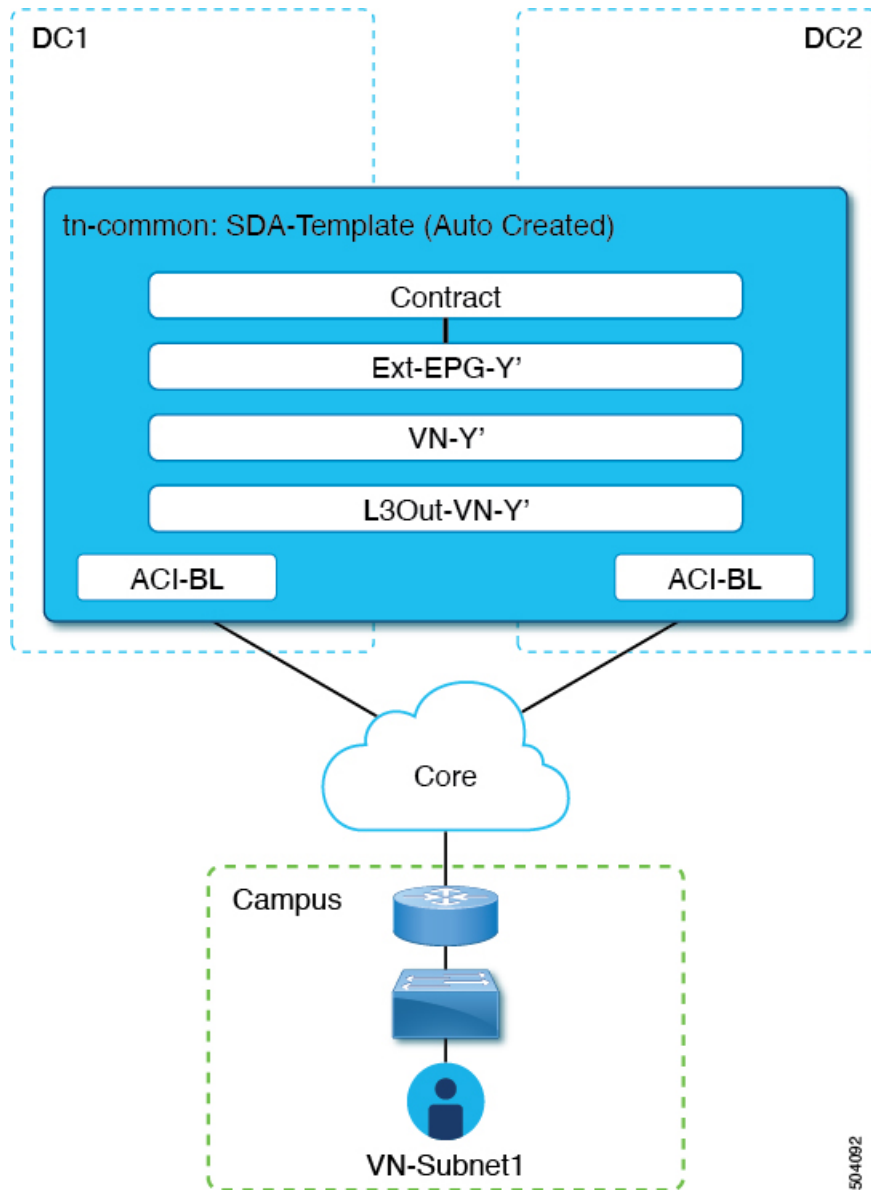 DC1
DC2
tn-common: SDA-Template (Auto Created)
Contract
Ext-EPG-Y’
VN-Y’
L3Out-VN-Y’
ACI-BL
ACI-BL
Core
Campus
VN-Subnet1
504092